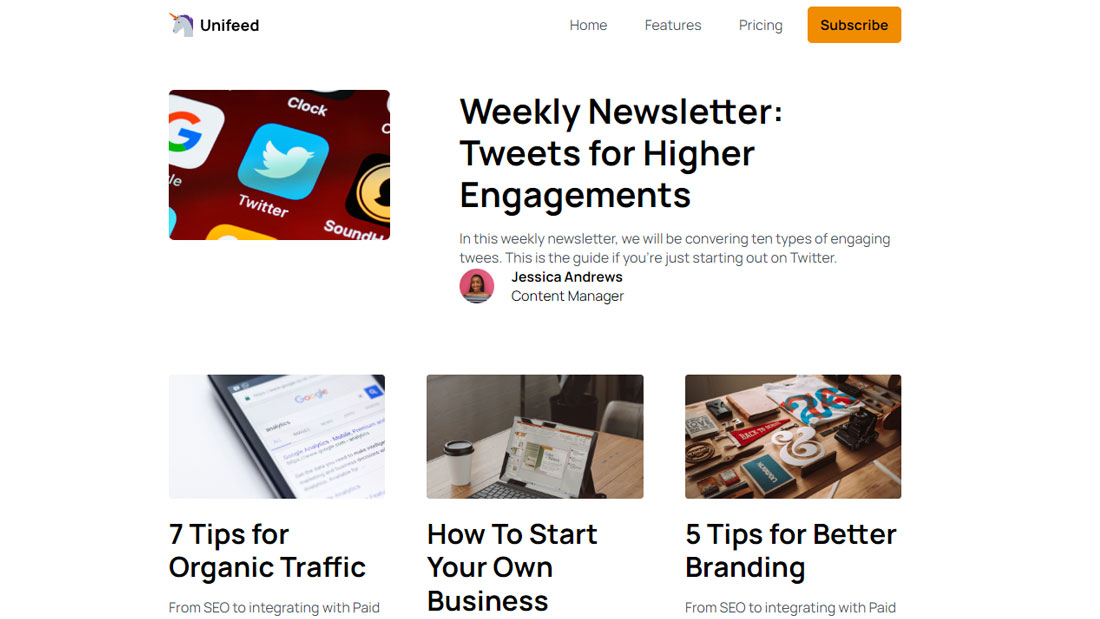 Unifeed
Home
Features
Pricing
Subscribe
Clock
Twitter
SoundH
Weekly Newsletter:
Tweets for Higher
Engagements
In this weekly newsletter, we will be convering ten types of engaging
twees. This is the guide if you're just starting out on Twitter.
Jessica Andrews
Content Manager
Google
analytics
7 Tips for
Organic Traffic
From SEO to integrating with Paid
How To Start
Your Own
Business
5 Tips for Better
Branding
From SEO to integrating with Paid